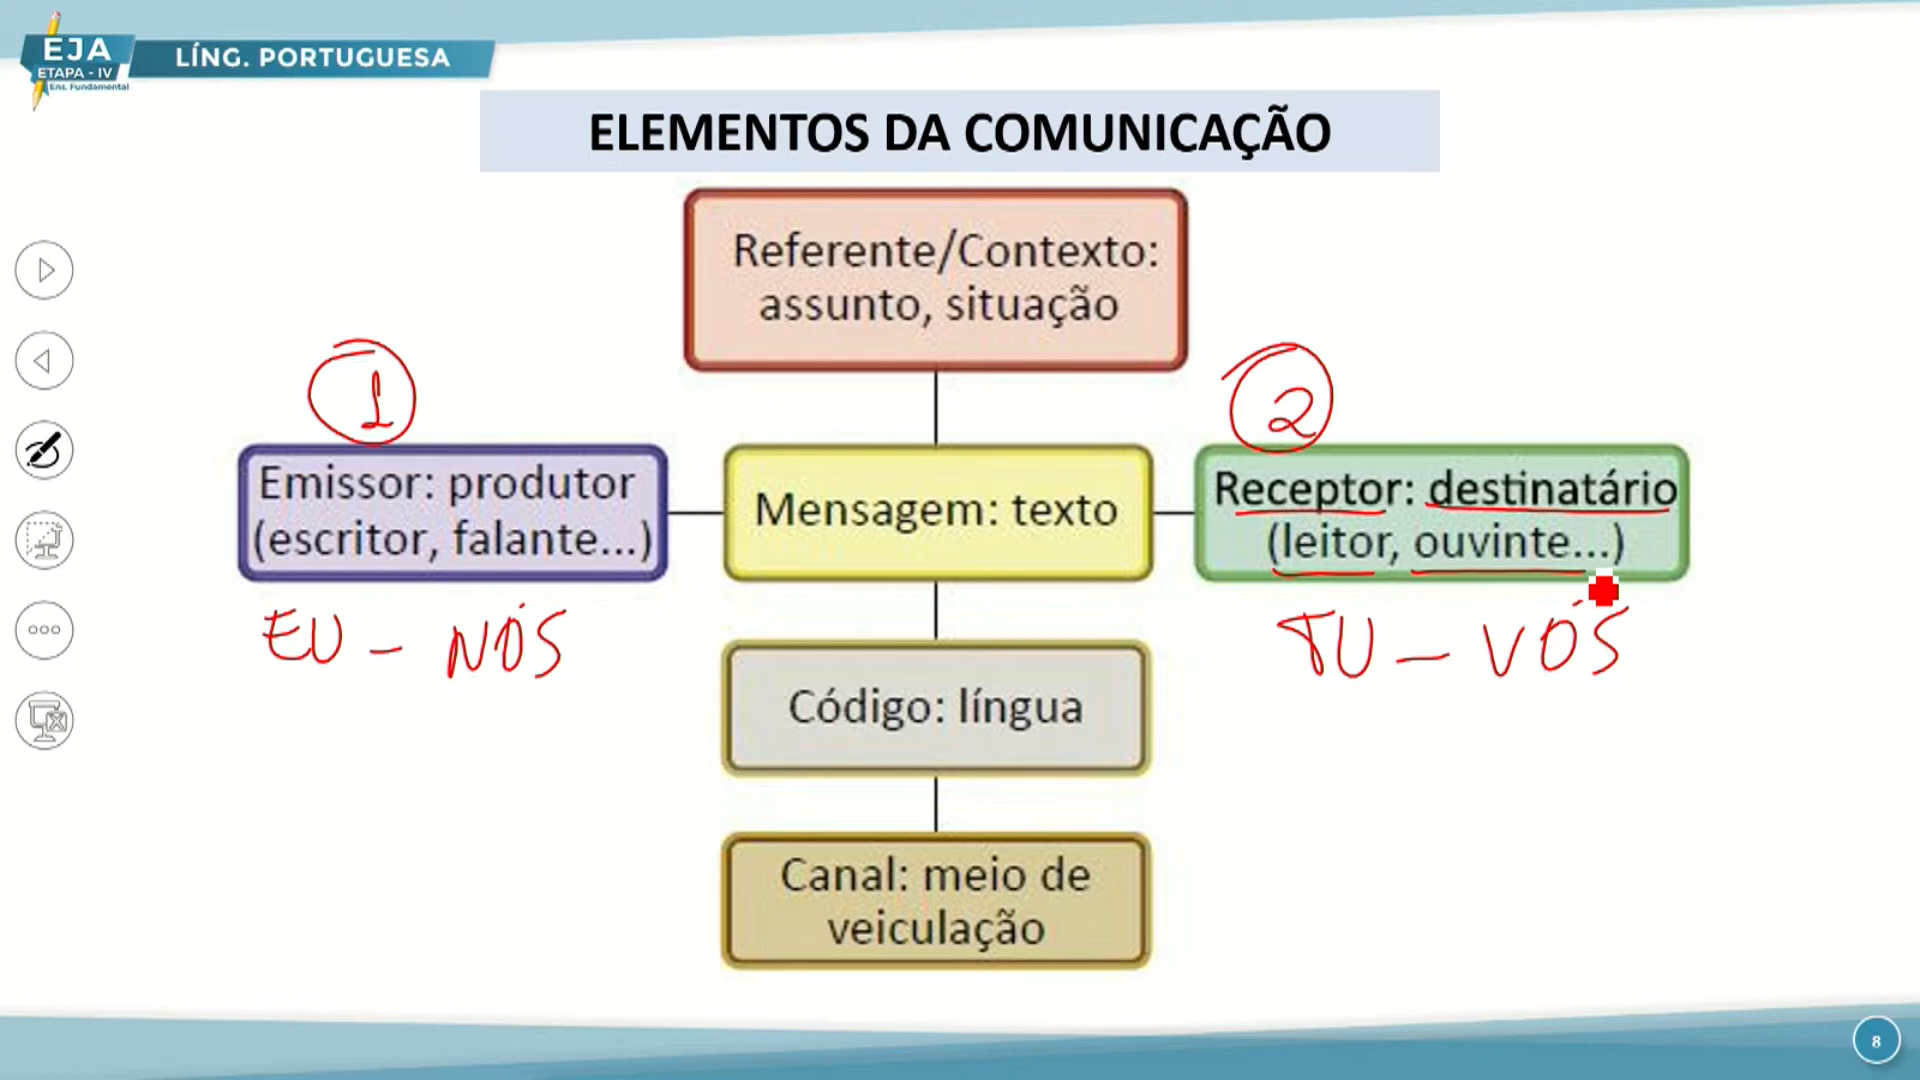 EJA
ETAPA - IV
Ens. Fundamental
LÍNG. PORTUGUESA
ELEMENTOS DA COMUNICAÇÃO
Referente/Contexto:
assunto, situação
1
2
Emissor: produtor
(escritor, falante...)
Mensagem: texto
Receptor: destinatário
(leitor, ouvinte...)
EU - NÓS
TU - VÓS
Código: língua
Canal: meio de
veiculação
8